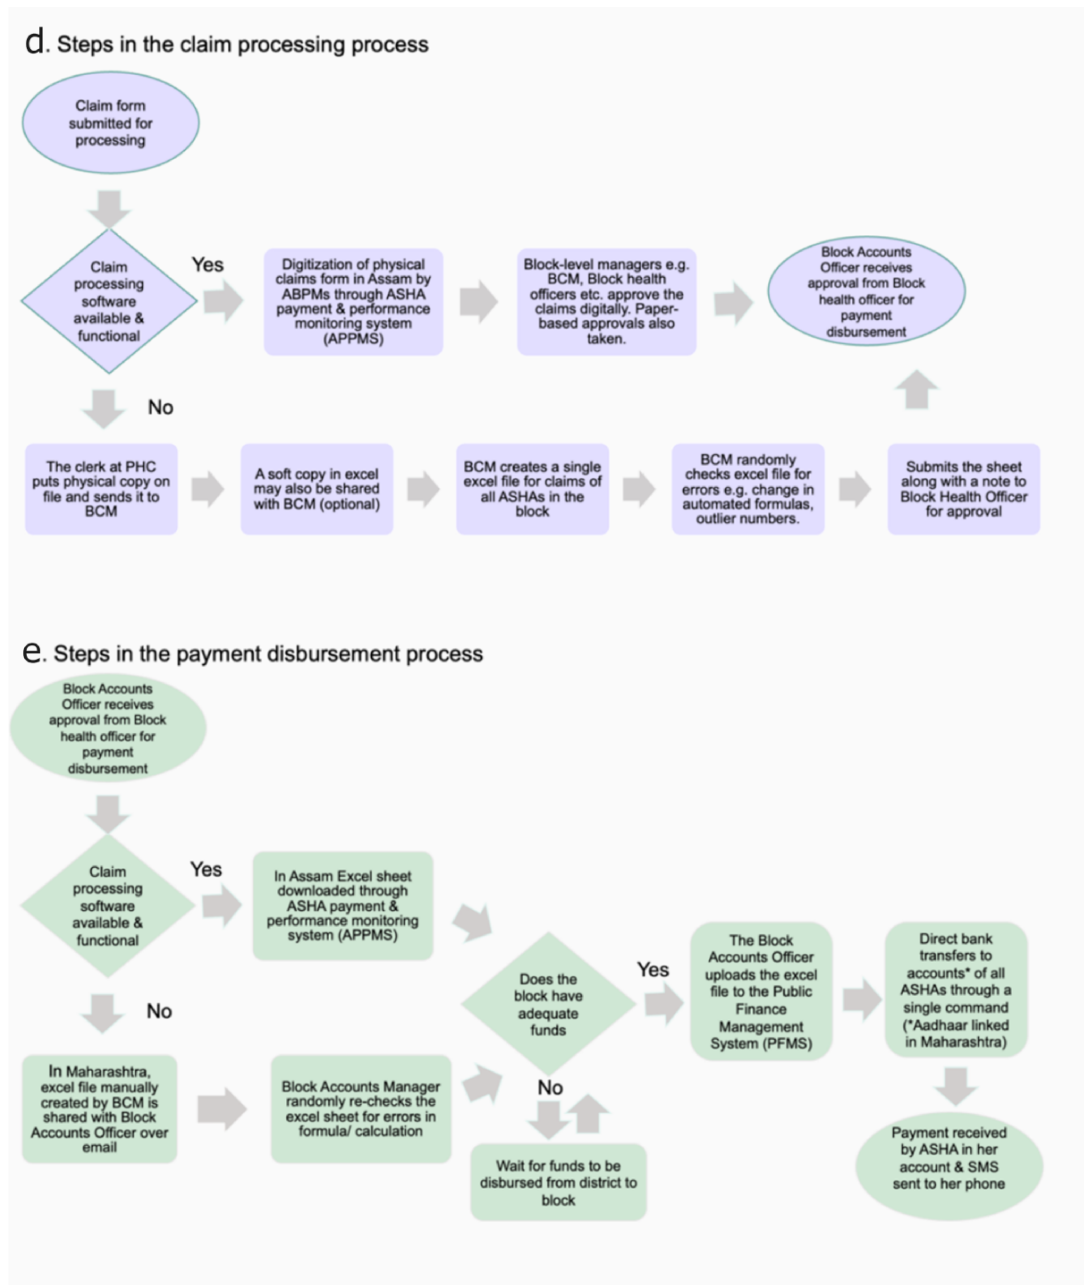 d. Steps in the claim processing process
Claim form
submitted for
processing
Claim
processing
software
available &
functional
Yes
Digitization of physical
claims form in Assam by
ABPMs through ASHA
payment & performance
monitoring system
(APPMS)
Block-level managers e.g.
BCM, Block health
officers etc. approve the
claims digitally. Paper-
based approvals also
taken.
Block Accounts
Officer receives
approval from Block
health officer for
payment
disbursement
No
The clerk at PHC
puts physical copy on
file and sends it to
BCM
A soft copy in excel
may also be shared
with BCM (optional)
BCM creates a single
excel file for claims of
all ASHAs in the
block
BCM randomly
checks excel file for
errors e.g. change in
automated formulas,
outlier numbers.
Submits the sheet
along with a note to
Block Health Officer
for approval
e. Steps in the payment disbursement process
Block Accounts
Officer receives
approval from Block
health officer for
payment
disbursement
Claim
processing
software
available &
functional
Yes
In Assam Excel sheet
downloaded through
ASHA payment &
performance monitoring
system (APPMS)
No
In Maharashtra,
excel file manually
created by BCM is
shared with Block
Accounts Officer over
email
Block Accounts Manager
randomly re-checks the
excel sheet for errors in
formula/ calculation
Does the
block have
adequate
funds
Yes
No
Wait for funds to be
disbursed from district to
block
The Block
Accounts Officer
uploads the excel
file to the Public
Finance
Management
System (PFMS)
Direct bank
transfers to
accounts* of all
ASHAs through a
single command
(*Aadhaar linked
in Maharashtra)
Payment received
by ASHA in her
account & SMS
sent to her phone